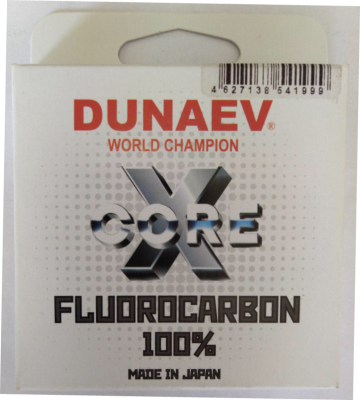 4 627138 541999
DUNAEV®
WORLD CHAMPION
X
CORE
FLUOROCARBON
100%
MADE IN JAPAN